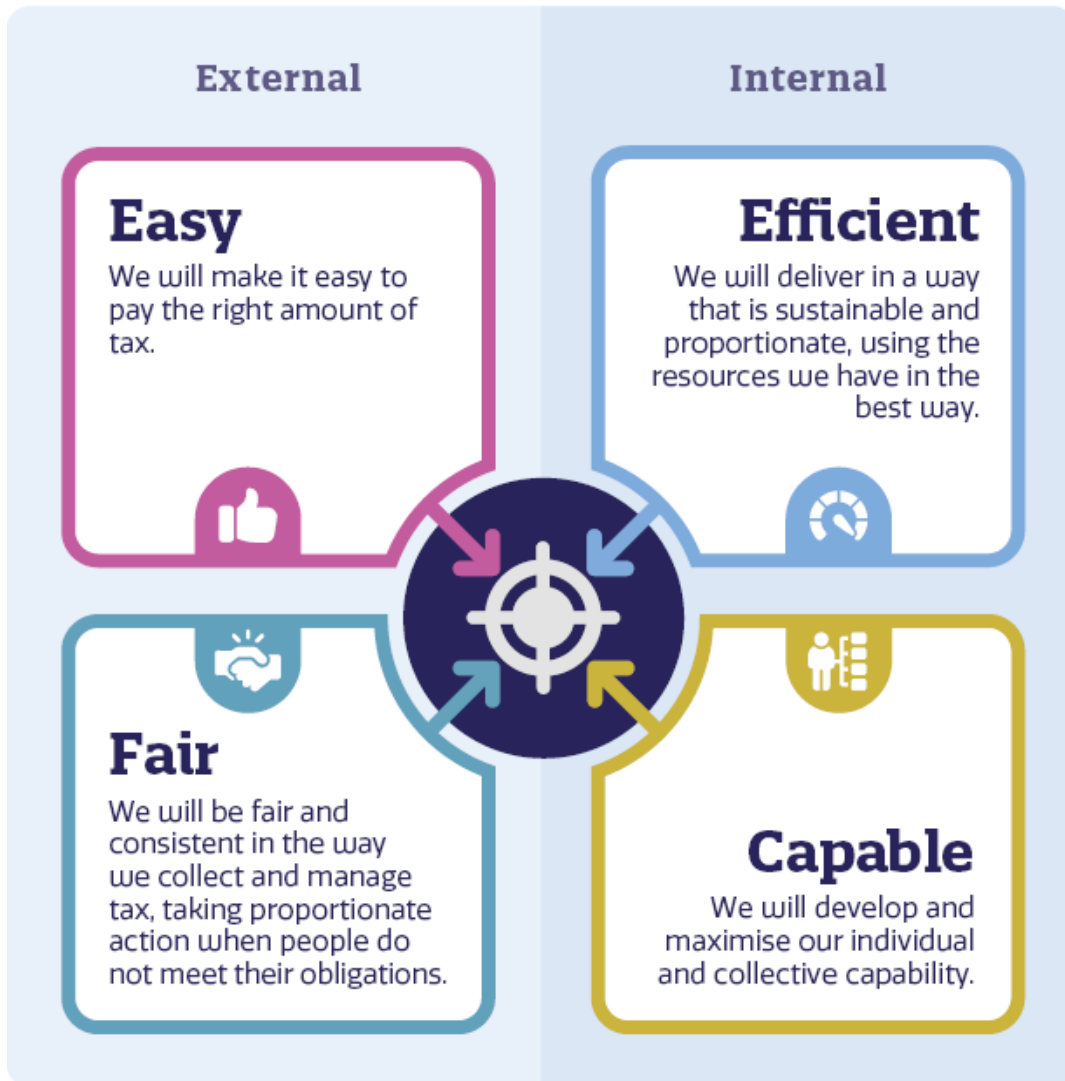 External
Internal
Easy
We will make it easy to
pay the right amount of
tax.
Efficient
We will deliver in a way
that is sustainable and
proportionate, using the
resources we have in the
best way.
Fair
We will be fair and
consistent in the way
we collect and manage
tax, taking proportionate
action when people do
not meet their obligations.
Capable
We will develop and
maximise our individual
and collective capability.